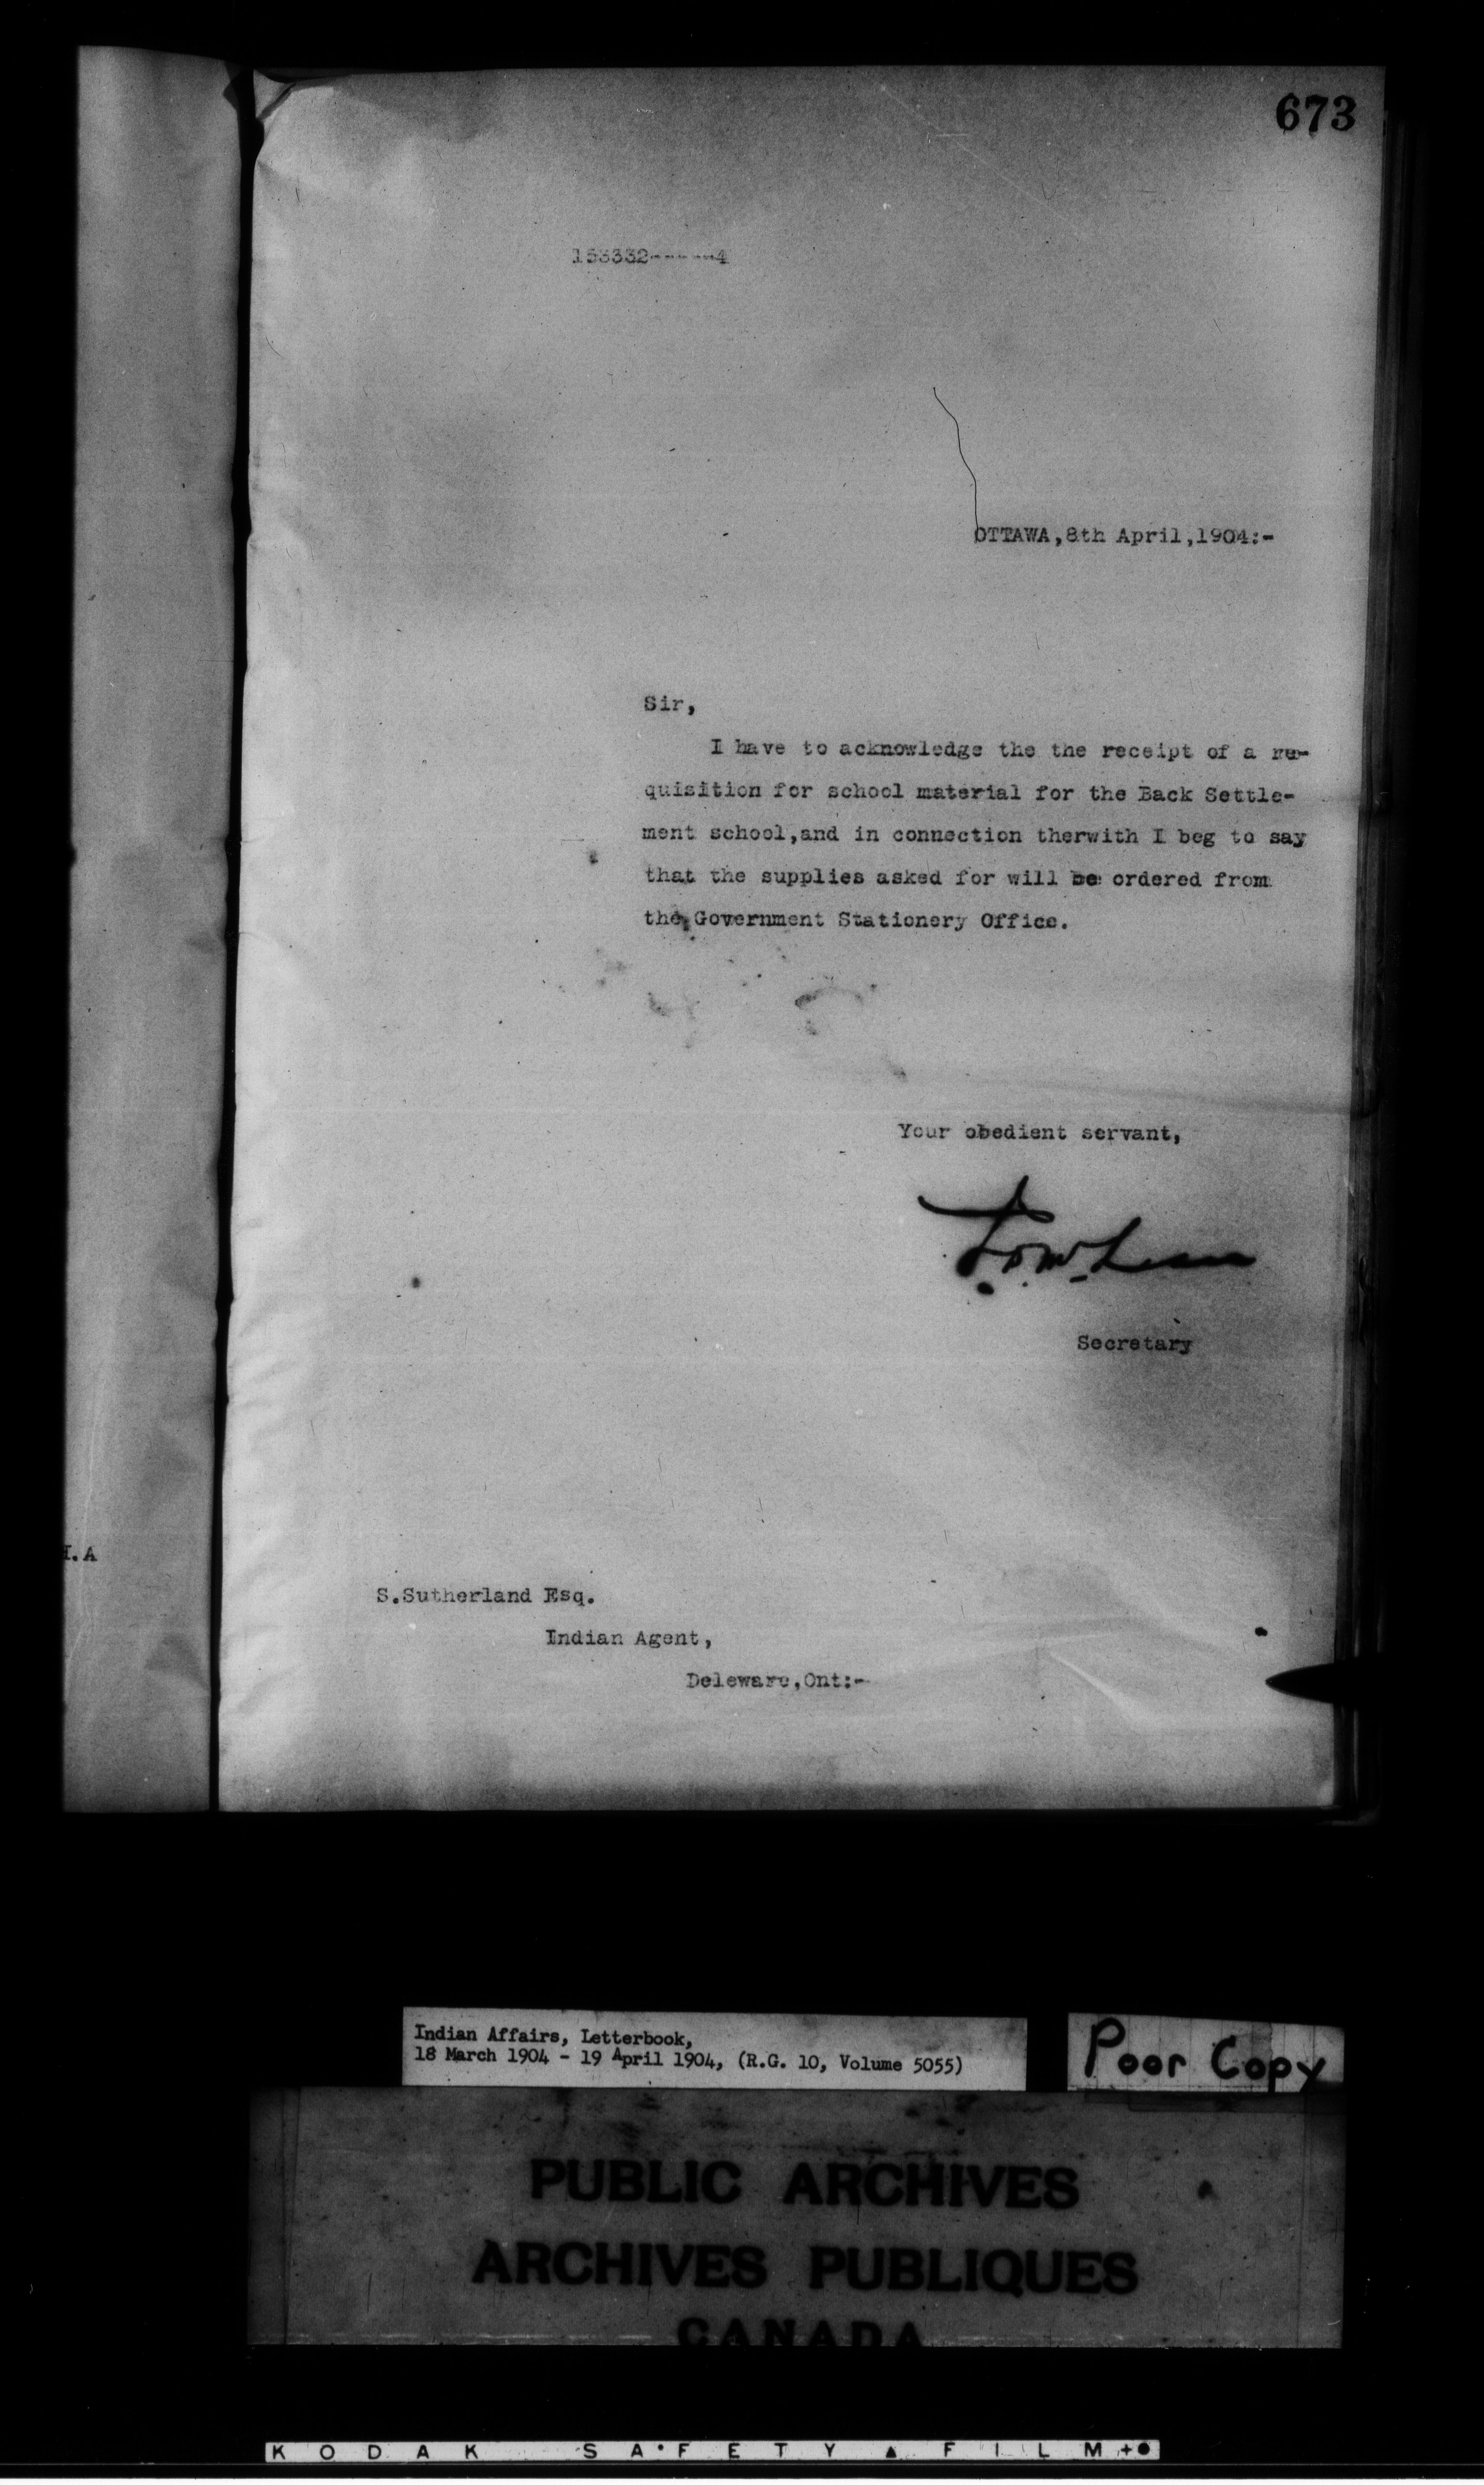 673
153332------4
OTTAWA,8th April,1904:-
Sir,
I have to acknowledge the the receipt of a re-
quisition for school material for the Back Settle-
ment school,and in connection therwith I beg to say
that the supplies asked for will be ordered from
the Government Stationery Office.
Your obedient servant,
Secretary
I.A
S.Sutherland Esq.
Indian Agent,
Deleware,Ont:-
Indian Affairs, Letterbook,
18 March 1904 - 19 April 1904, (R.G. 10, Volume 5055)
Poor Copy
PUBLIC ARCHIVES
ARCHIVES PUBLIQUES
CANADA
KODAK SAFETY FILM